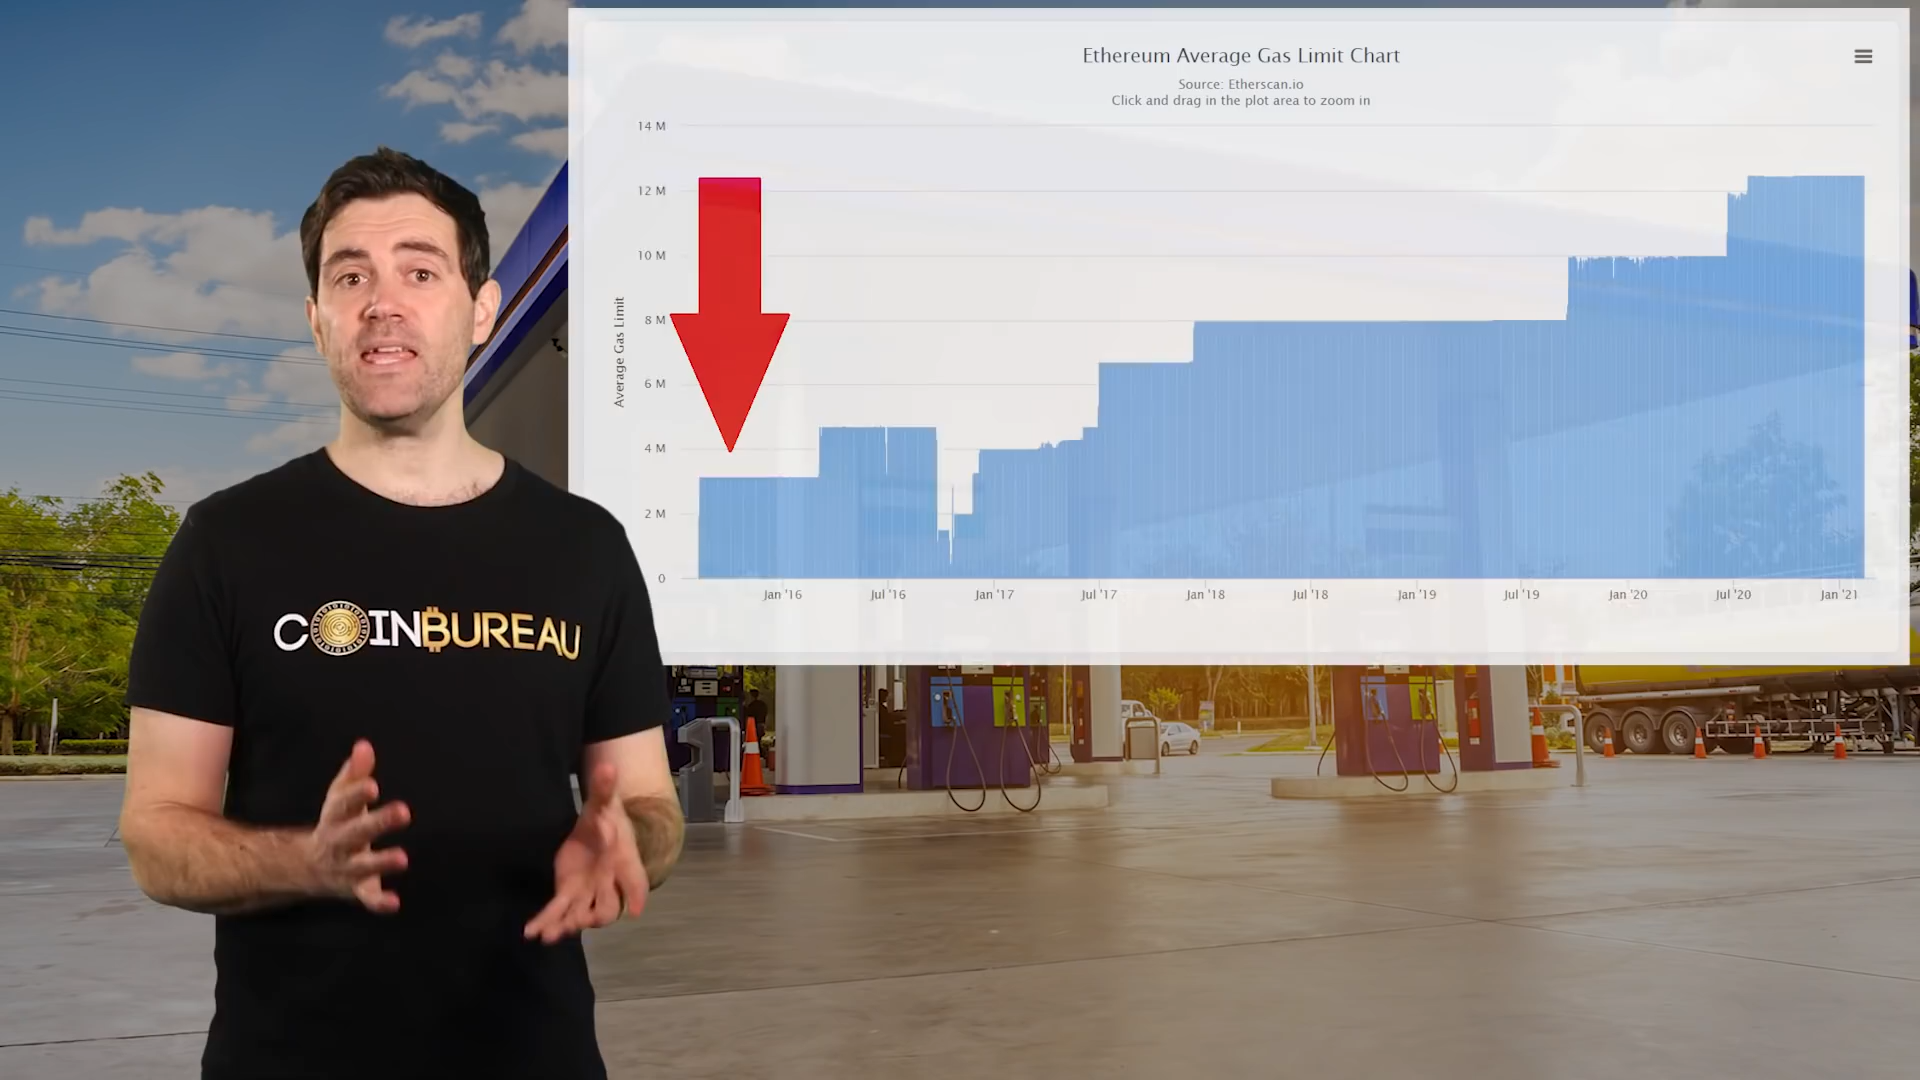 Ethereum Average Gas Limit Chart
Source: Etherscan.io
Click and drag in the plot area to zoom in
14 M
12 M
10 M
8 M
6 M
4 M
2 M
0
Average Gas Limit
Jan '16
Jul '16
Jan '17
Jul '17
Jan '18
Jul '18
Jan '19
Jul '19
Jan '20
Jul '20
Jan '21
COINBUREAU